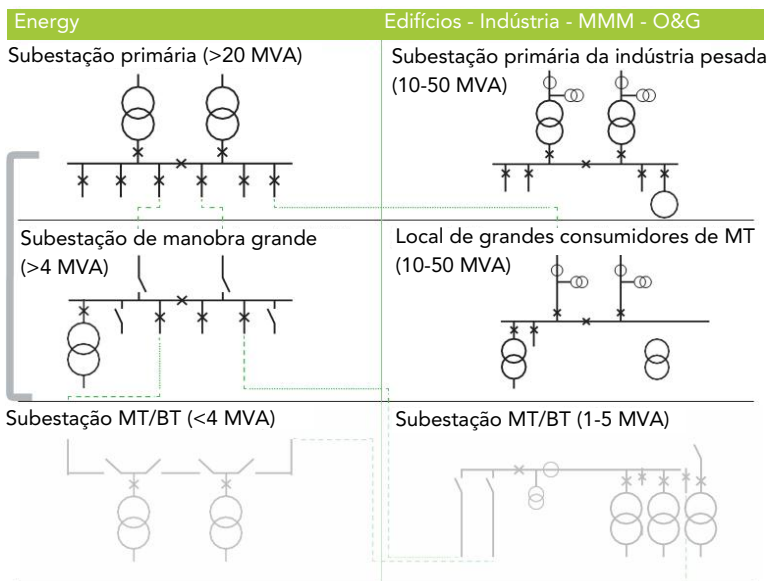 Energy
Edifícios - Indústria - MMM - O&G
Subestação primária (>20 MVA)
Subestação primária da indústria pesada
(10-50 MVA)
Subestação de manobra grande
(>4 MVA)
Local de grandes consumidores de MT
(10-50 MVA)
Subestação MT/BT (<4 MVA)
Subestação MT/BT (1-5 MVA)